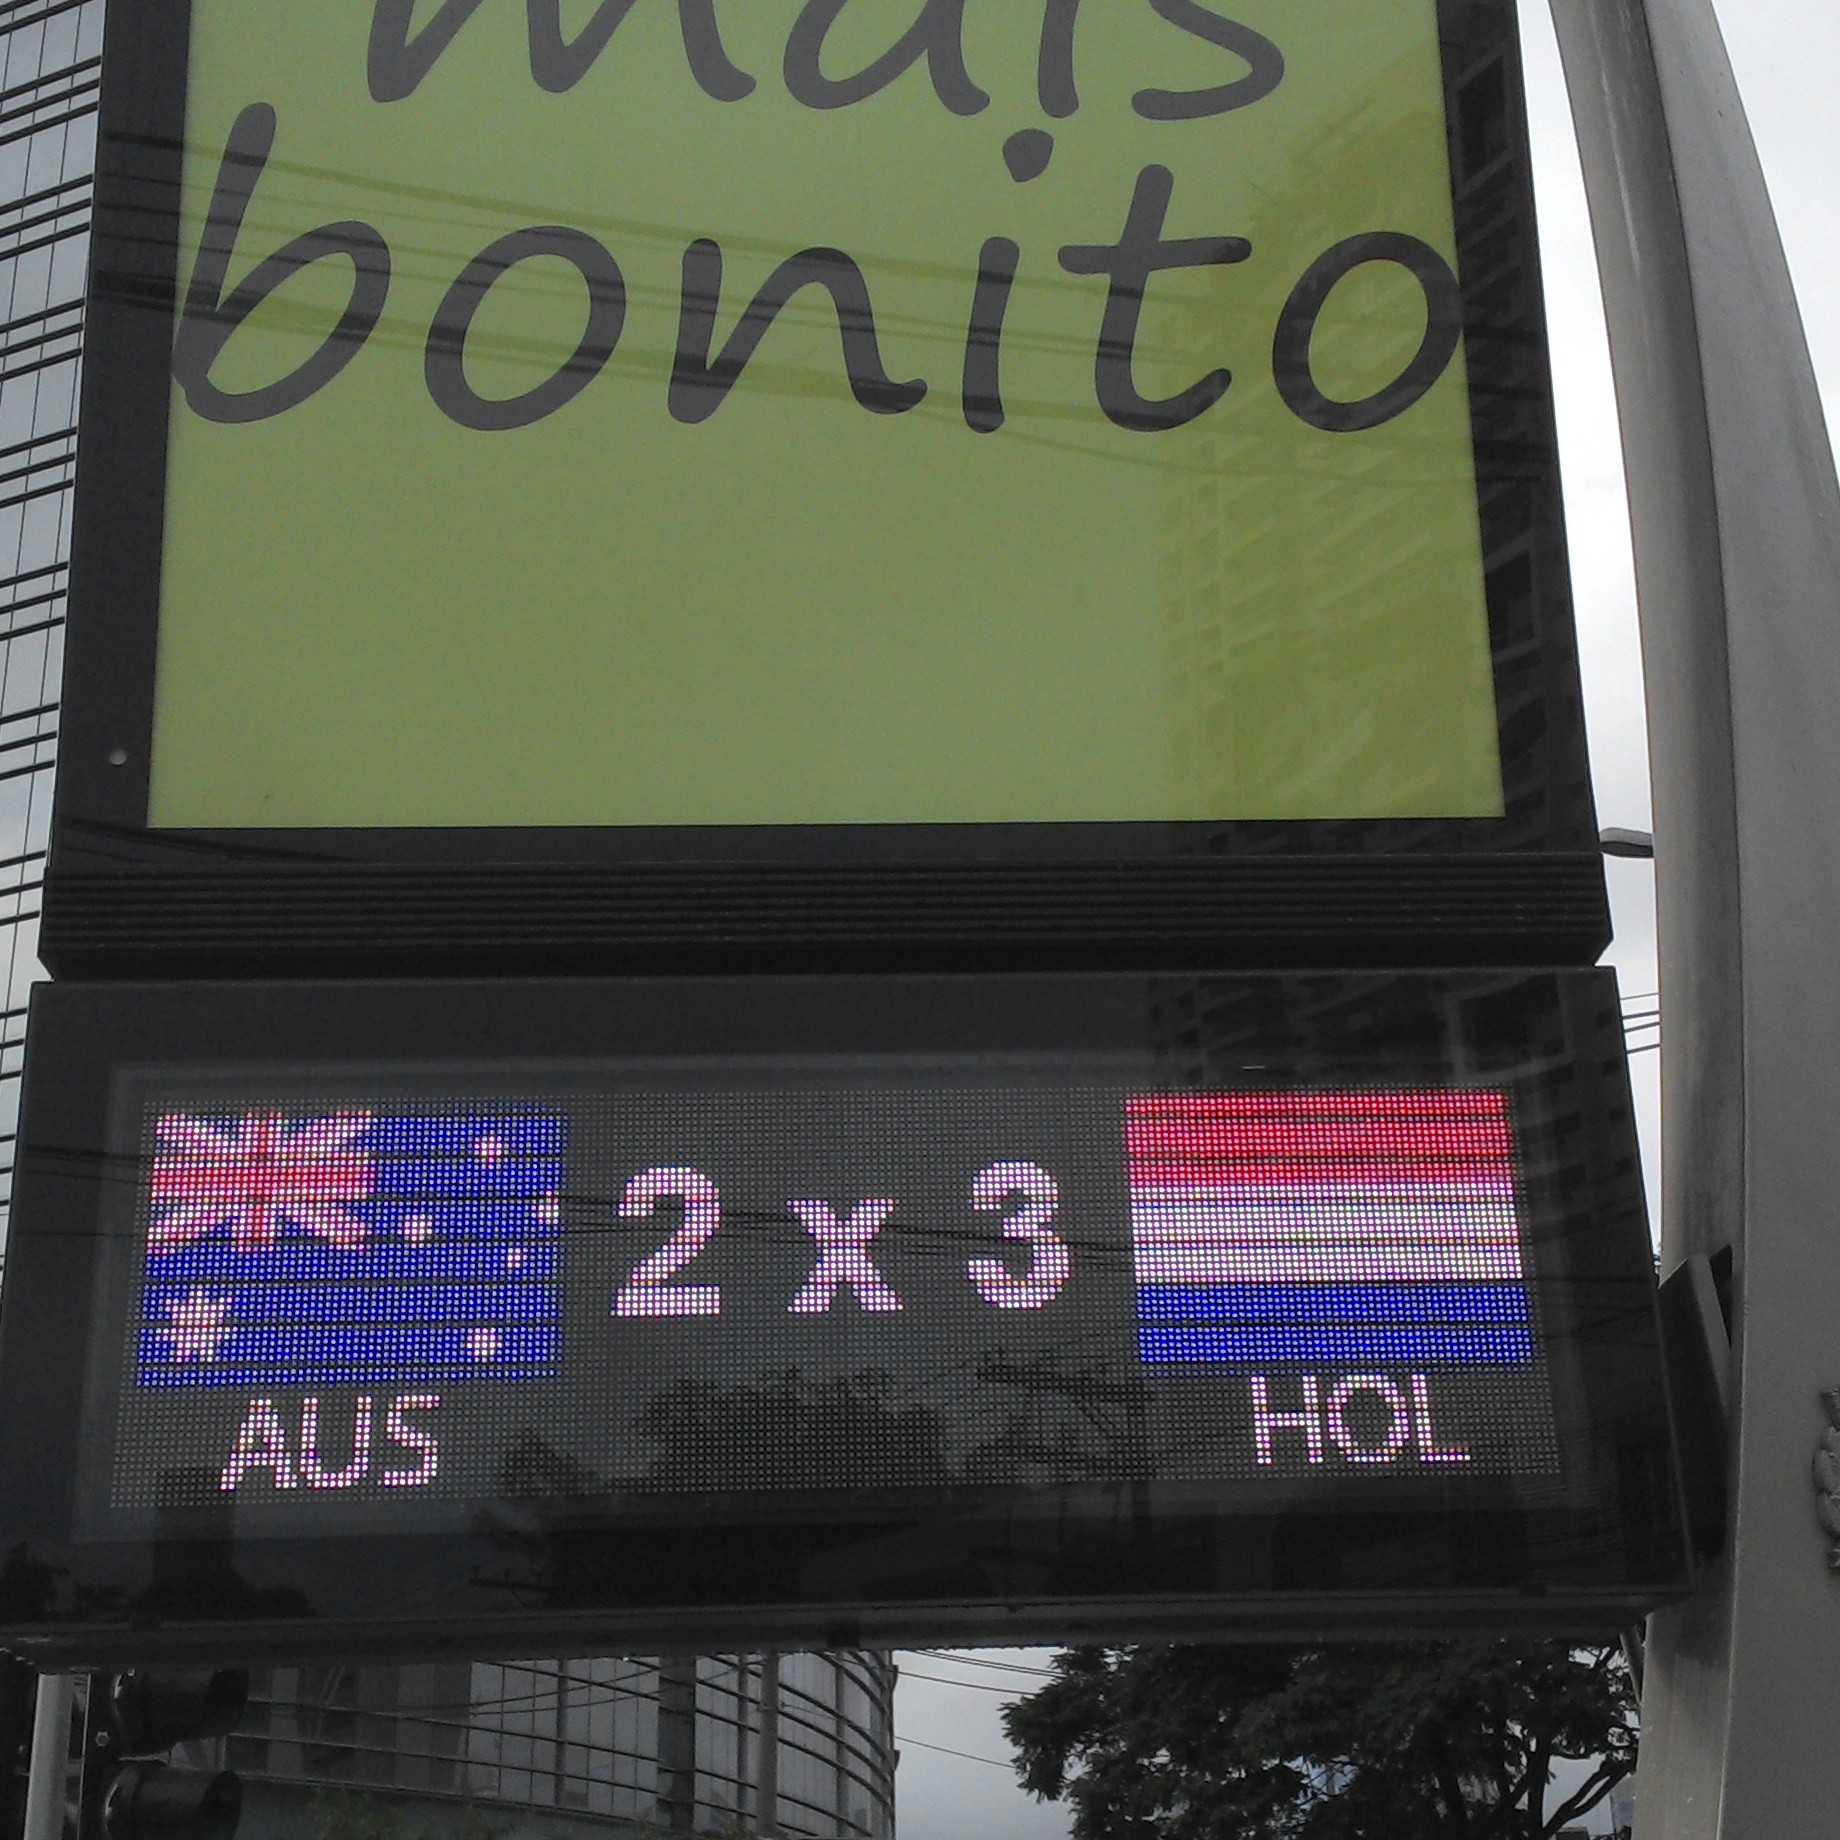 mais
bonito
2 x 3
AUS HOL